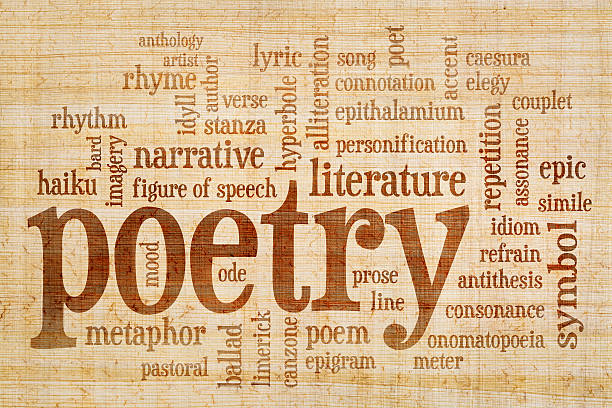 anthology
artist
rhyme
author
lyric
song
poet
accent
caesura
connotation
elegy
couplet
idyll
verse
hyperbole
alliteration
epithalamium
rhythm
stanza
bard
imagery
narrative
personification
repetition
assonance
epic
haiku
figure of speech
literature
simile
poetry
mood
ode
prose
line
idiom
refrain
antithesis
symbol
consonance
metaphor
ballad
limerick
canzone
poem
onomatopoeia
pastoral
epigram
meter